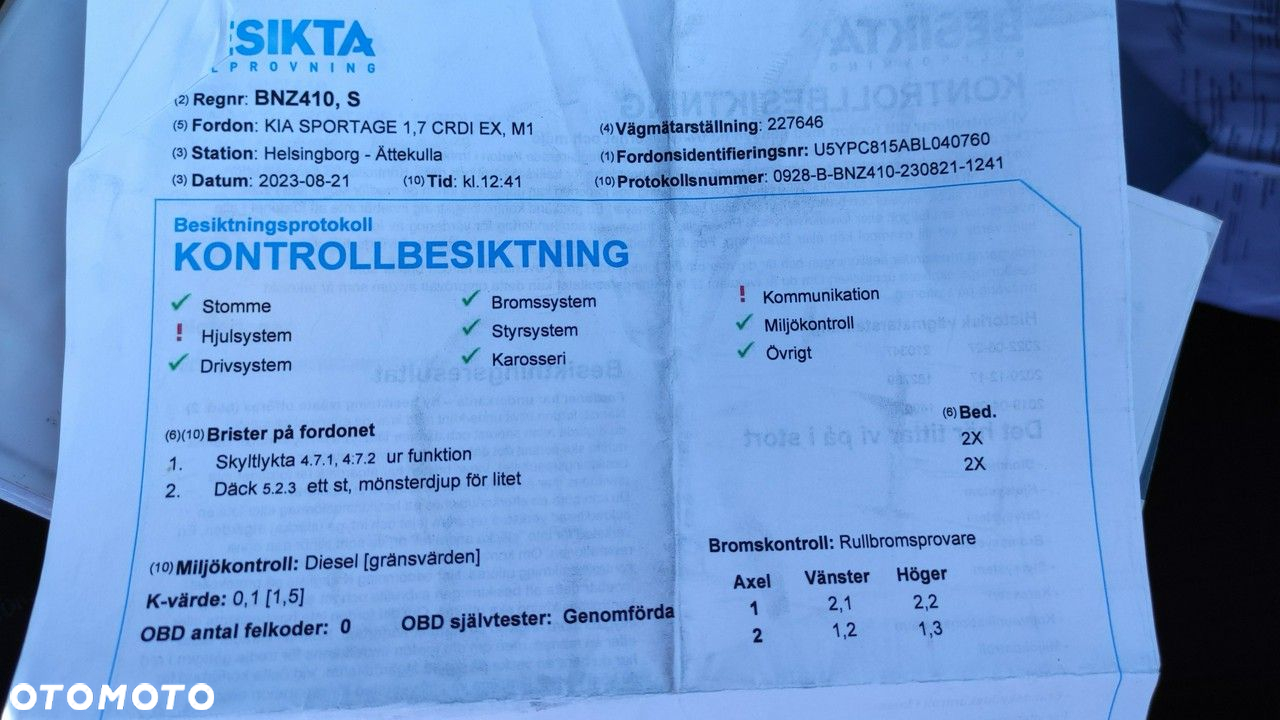 ESIKTA
LPROVNING
(2) Regnr: BNZ410, S
(5) Fordon: KIA SPORTAGE 1,7 CRDI EX, M1
(4) Vägmätarställning: 227646
(3) Station: Helsingborg - Ättekulla
(1) Fordonsidentifieringsnr: U5YPC815ABL040760
(3) Datum: 2023-08-21 (10) Tid: kl.12:41
(10) Protokollsnummer: 0928-B-BNZ410-230821-1241
Besiktningsprotokoll
KONTROLLBESIKTNING
✓ Stomme ✓ Bromssystem ! Kommunikation
! Hjulsystem ✓ Styrsystem ✓ Miljökontroll
✓ Drivsystem ✓ Karosseri ✓ Övrigt
(6)(10) Brister på fordonet (6) Bed.
1. Skyltlykta 4.7.1, 4.7.2 ur funktion 2X
2. Däck 5.2.3 ett st, mönsterdjup för litet 2X
(10) Miljökontroll: Diesel [gränsvärden]
K-värde: 0,1 [1,5]
OBD antal felkoder: 0 OBD självtester: Genomförda
Bromskontroll: Rullbromsprovare
Axel Vänster Höger
1 2,1 2,2
2 1,2 1,3
OTOMOTO